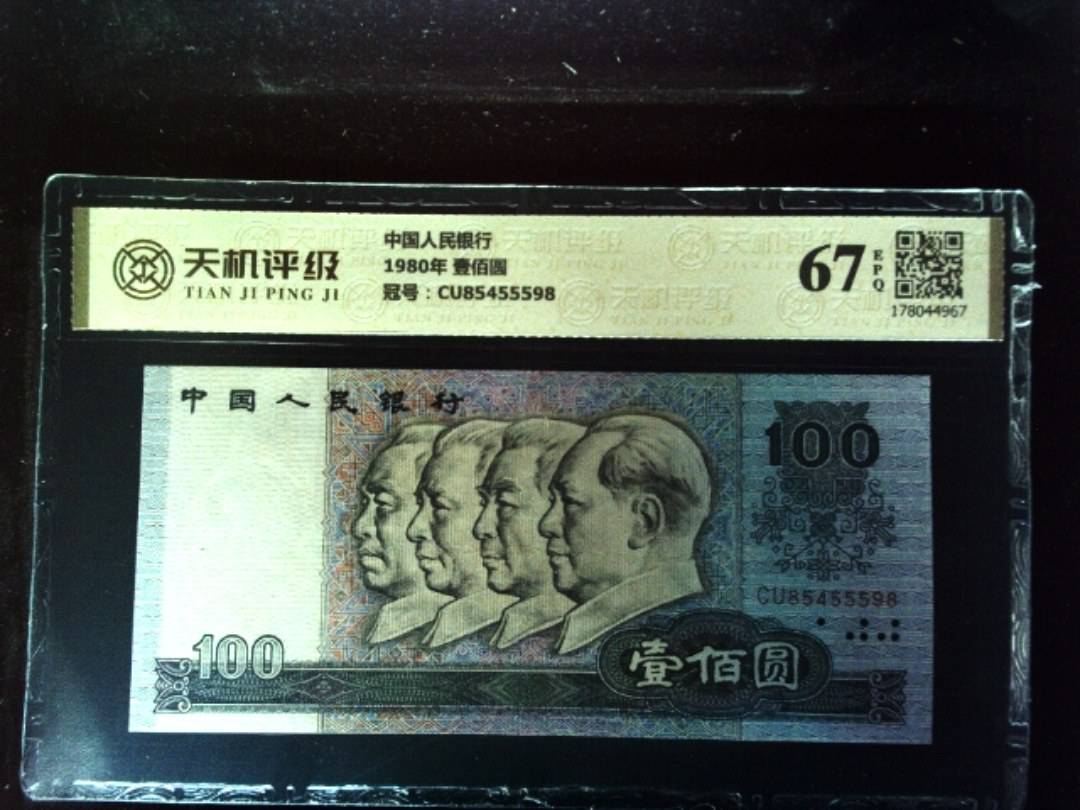 天机评级
TIAN JI PING JI
中国人民银行
1980年 壹佰圆
冠号:CU85455598
67
EPQ
178044967
中国人民银行
100
CU85455598
100
壹佰圆